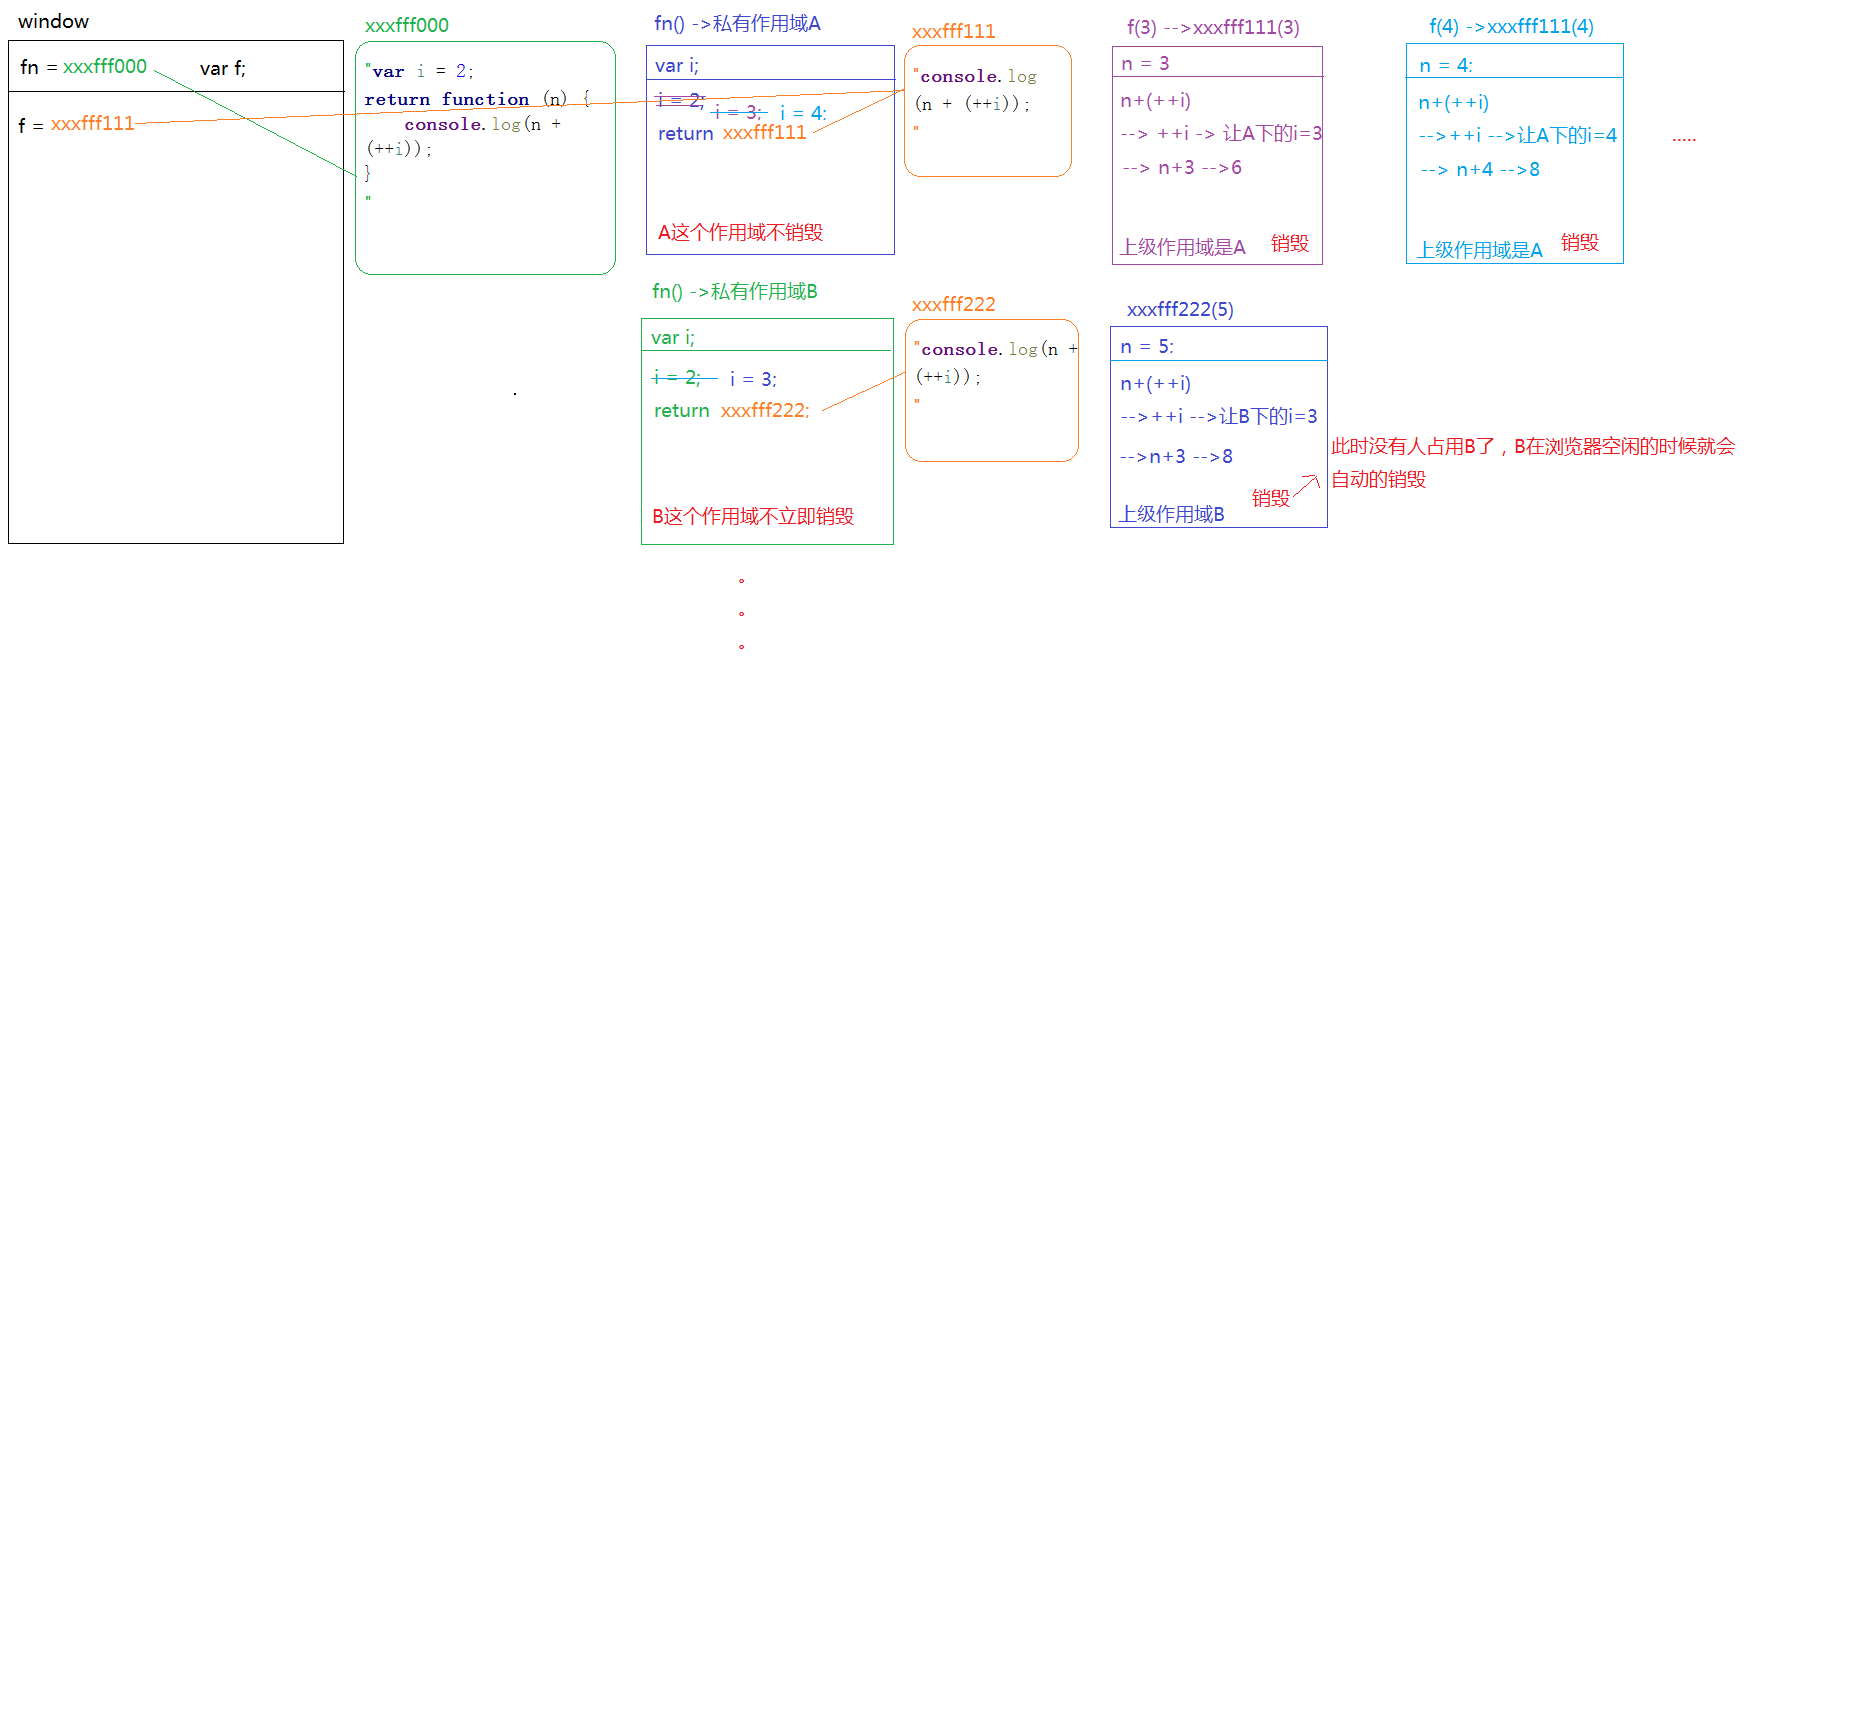 window
fn = xxxfff000 var f;
f = xxxfff111
xxxfff000
"var i = 2;
return function (n) {
console.log(n +
(++i));
}
"
fn() ->私有作用域A
var i;
i = 2;
i = 3; i = 4;
return xxxfff111
A这个作用域不销毁
xxxfff111
"console.log
(n + (++i));
"
f(3) -->xxxfff111(3)
n = 3
n+(++i)
--> ++i -> 让A下的i=3
--> n+3 -->6
上级作用域是A 销毁
f(4) ->xxxfff111(4)
n = 4;
n+(++i)
-->++i -->让A下的i=4
--> n+4 -->8
上级作用域是A 销毁
.....
fn() ->私有作用域B
var i;
i = 2; i = 3;
return xxxfff222;
B这个作用域不立即销毁
xxxfff222
"console.log(n +
(++i));
"
xxxfff222(5)
n = 5;
n+(++i)
-->++i -->让B下的i=3
-->n+3 -->8
销毁
上级作用域B
此时没有人占用B了，B在浏览器空闲的时候就会
自动的销毁
。
。
。